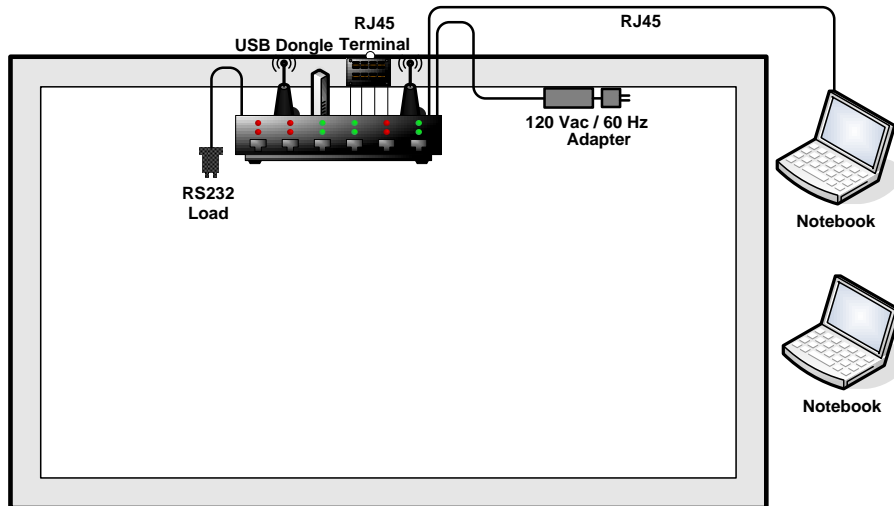 RJ45
USB Dongle Terminal
RJ45
120 Vac / 60 Hz
Adapter
RS232
Load
Notebook
Notebook